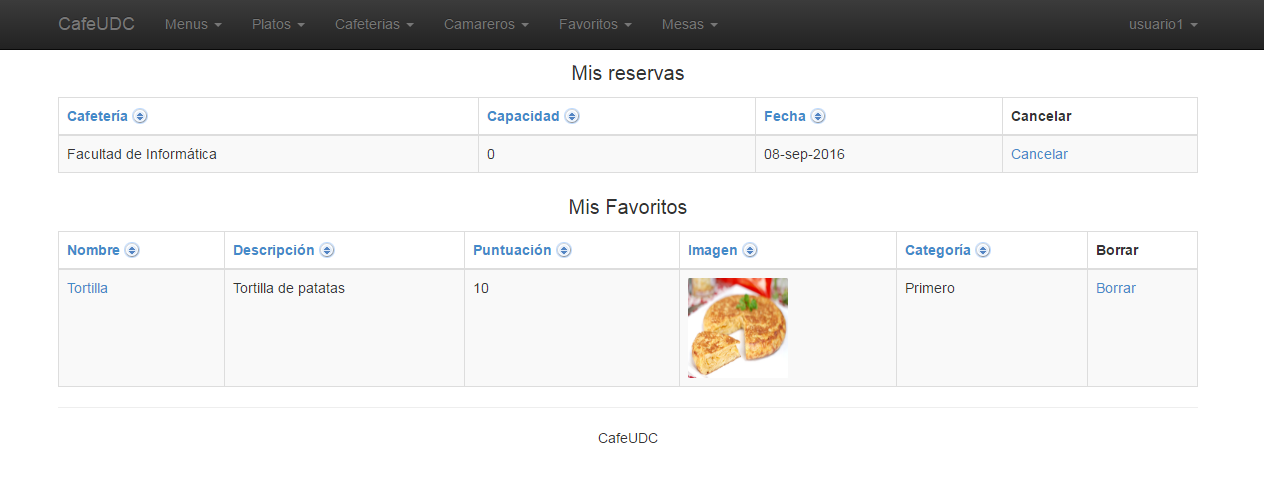 CafeUDC Menus Platos Cafeterias Camareros Favoritos Mesas usuario1
Mis reservas
Cafetería Capacidad Fecha Cancelar
Facultad de Informática 0 08-sep-2016 Cancelar
Mis Favoritos
Nombre Descripción Puntuación Imagen Categoría Borrar
Tortilla Tortilla de patatas 10 Primero Borrar
CafeUDC